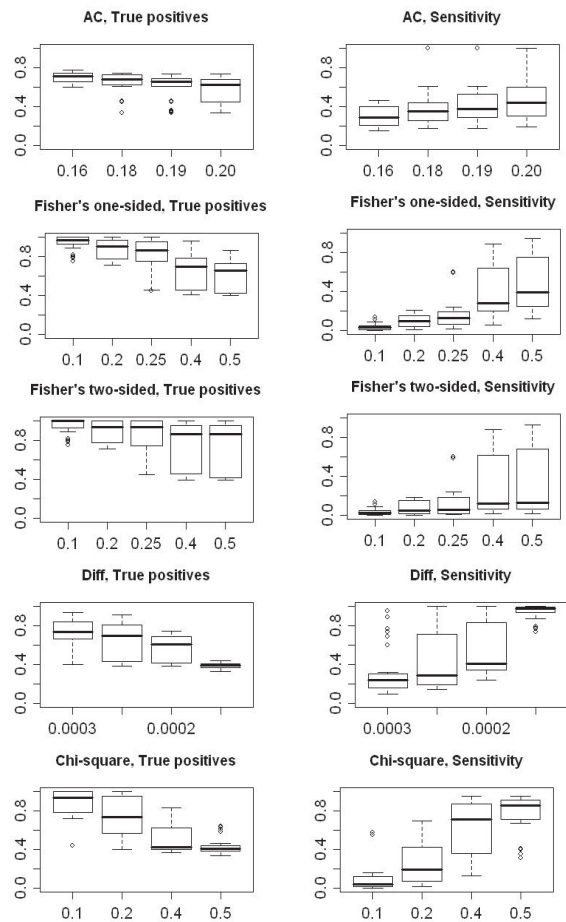 AC, True positives
0.0 0.4 0.8
0.16 0.18 0.19 0.20
AC, Sensitivity
0.0 0.4 0.8
0.16 0.18 0.19 0.20
Fisher's one-sided, True positives
0.0 0.4 0.8
0.1 0.2 0.25 0.4 0.5
Fisher's one-sided, Sensitivity
0.0 0.4 0.8
0.1 0.2 0.25 0.4 0.5
Fisher's two-sided, True positives
0.0 0.4 0.8
0.1 0.2 0.25 0.4 0.5
Fisher's two-sided, Sensitivity
0.0 0.4 0.8
0.1 0.2 0.25 0.4 0.5
Diff, True positives
0.0 0.4 0.8
0.0003 0.0002
Diff, Sensitivity
0.0 0.4 0.8
0.0003 0.0002
Chi-square, True positives
0.0 0.4 0.8
0.1 0.2 0.4 0.5
Chi-square, Sensitivity
0.0 0.4 0.8
0.1 0.2 0.4 0.5